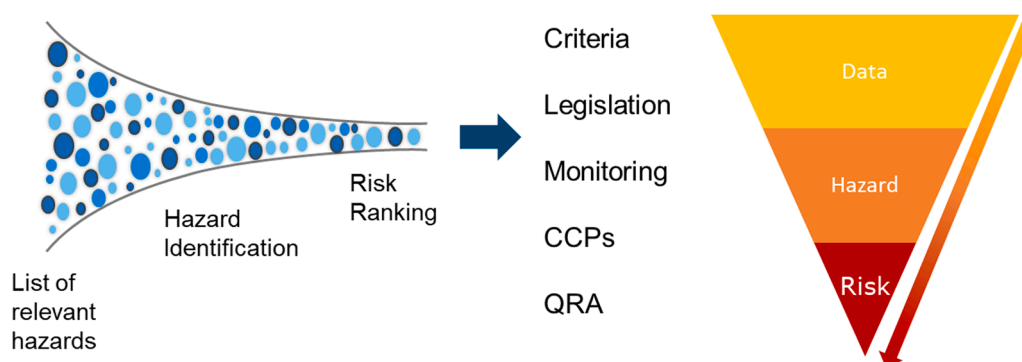 List of
relevant
hazards
Hazard
Identification
Risk
Ranking
Criteria
Legislation
Monitoring
CCPs
QRA
Data
Hazard
Risk